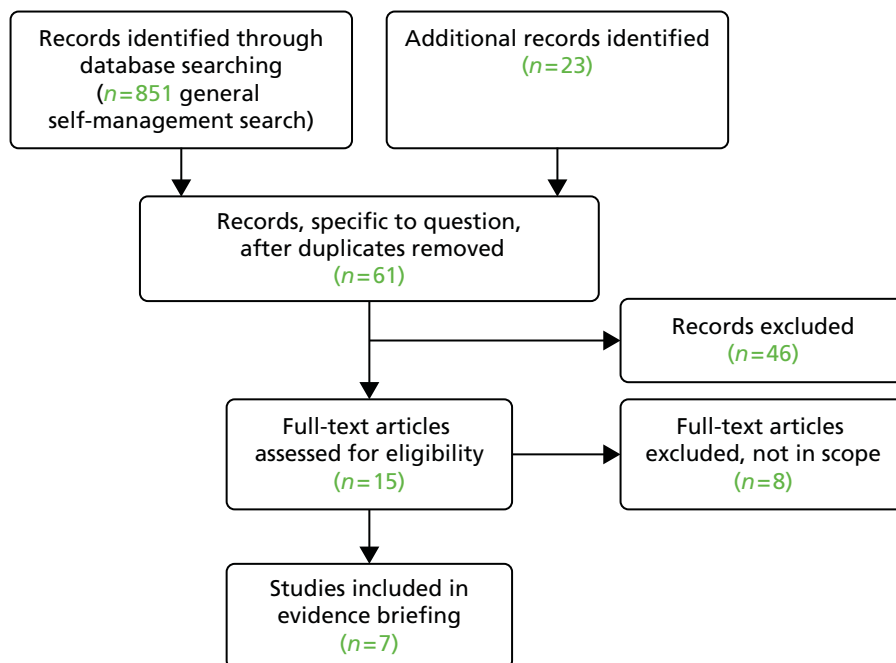 Records identified through
database searching
(n=851 general
self-management search)
Additional records identified
(n=23)
Records, specific to question,
after duplicates removed
(n=61)
Records excluded
(n=46)
Full-text articles
assessed for eligibility
(n=15)
Full-text articles
excluded, not in scope
(n=8)
Studies included in
evidence briefing
(n=7)